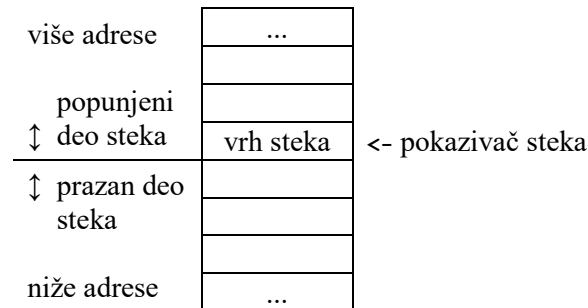 više adrese
...
popunjeni
↕ deo steka
vrh steka
<- pokazivač steka
↕ prazan deo
steka
niže adrese
...